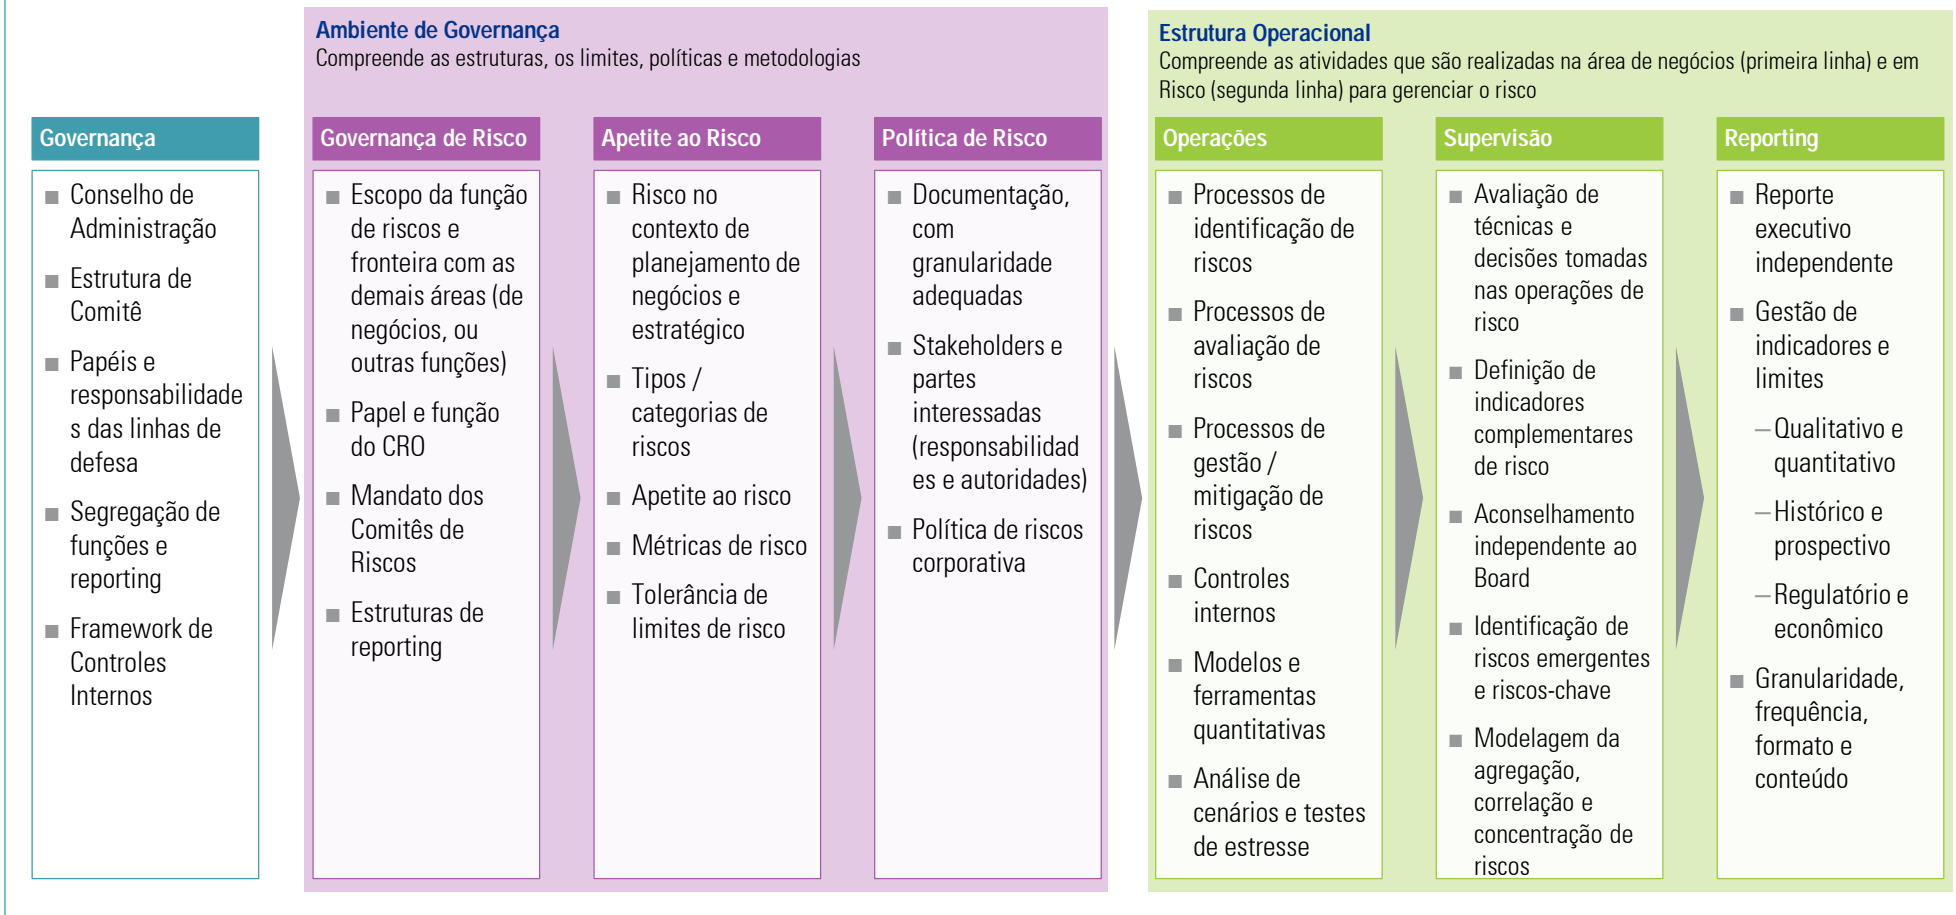 Ambiente de Governança
Compreende as estruturas, os limites, políticas e metodologias
Estrutura Operacional
Compreende as atividades que são realizadas na área de negócios (primeira linha) e em
Risco (segunda linha) para gerenciar o risco
Governança
Conselho de
Administração
Estrutura de
Comitê
Papéis e
responsabilidade
s das linhas de
defesa
Segregação de
funções e
reporting
Framework de
Controles
Internos
Governança de Risco
Escopo da função
de riscos e
fronteira com as
demais áreas (de
negócios, ou
outras funções)
Papel e função
do CRO
Mandato dos
Comitês de
Riscos
Estruturas de
reporting
Apetite ao Risco
Risco no
contexto de
planejamento de
negócios e
estratégico
Tipos /
categorias de
riscos
Apetite ao risco
Métricas de risco
Tolerância de
limites de risco
Política de Risco
Documentação,
com
granularidade
adequadas
Stakeholders e
partes
interessadas
(responsabilidad
es e autoridades)
Política de riscos
corporativa
Operações
Processos de
identificação de
riscos
Processos de
avaliação de
riscos
Processos de
gestão /
mitigação de
riscos
Controles
internos
Modelos e
ferramentas
quantitativas
Análise de
cenários e testes
de estresse
Supervisão
Avaliação de
técnicas e
decisões tomadas
nas operações de
risco
Definição de
indicadores
complementares
de risco
Aconselhamento
independente ao
Board
Identificação de
riscos emergentes
e riscos-chave
Modelagem da
agregação,
correlação e
concentração de
riscos
Reporting
Reporte
executivo
independente
Gestão de
indicadores e
limites
–Qualitativo e
quantitativo
–Histórico e
prospectivo
–Regulatório e
econômico
Granularidade,
frequência,
formato e
conteúdo